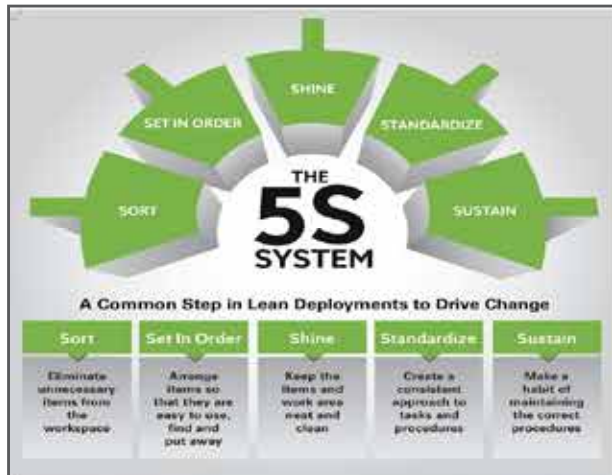 SHINE
SET IN ORDER
STANDARDIZE
SORT
THE
5S
SYSTEM
SUSTAIN
A Common Step in Lean Deployments to Drive Change
Sort
Eliminate
unnecessary
items from
the
workspace
Set In Order
Arrange
items so
that they are
easy to use,
find and
put away
Shine
Keep the
items and
work area
neat and
clean
Standardize
Create a
consistent
approach to
tasks and
procedures
Sustain
Make a
habit of
maintaining
the correct
procedures